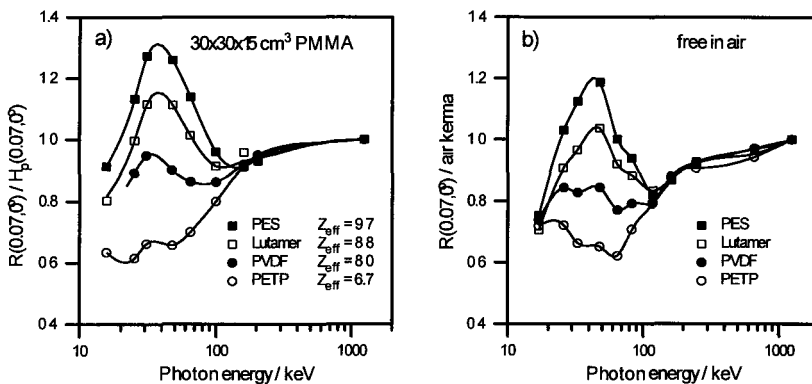 a)
30x30x15 cm³ PMMA
R(0.07,0°) / Hp(0.07,0°)
1.4
1.2
1.0
0.8
0.6
0.4
PES Zeff = 9.7
Lutamer Zeff = 8.8
PVDF Zeff = 8.0
PETP Zeff = 6.7
10
100
1000
Photon energy / keV
b)
free in air
R(0.07,0°) / air kerma
1.4
1.2
1.0
0.8
0.6
0.4
PES
Lutamer
PVDF
PETP
10
100
1000
Photon energy / keV